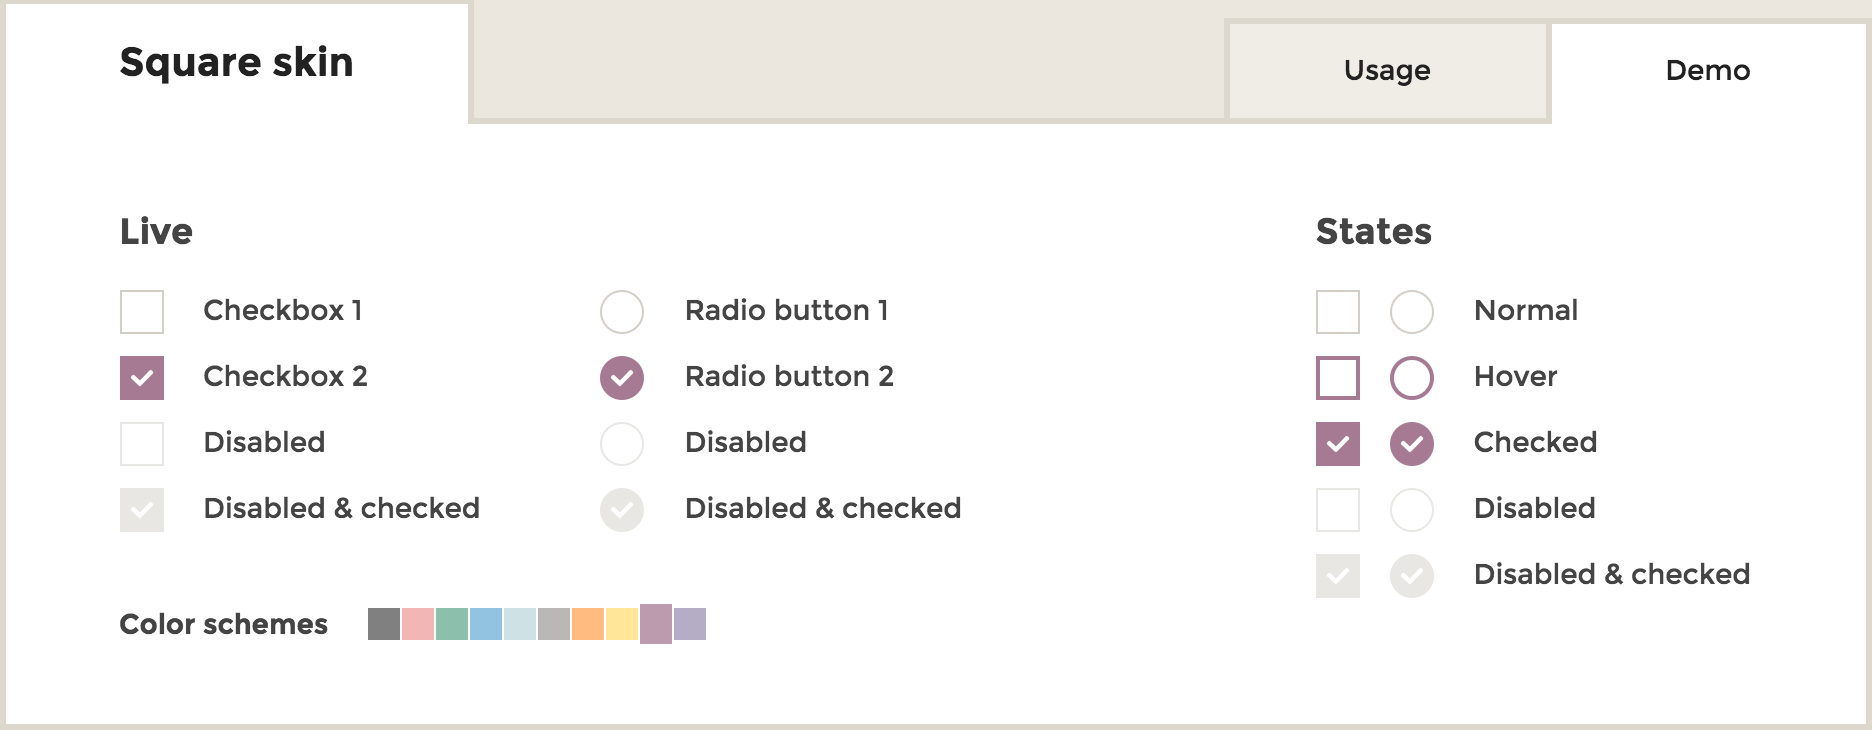 Square skin
Usage
Demo
Live
States
Checkbox 1
Radio button 1
Normal
Checkbox 2
Radio button 2
Hover
Disabled
Disabled
Checked
Disabled & checked
Disabled & checked
Disabled
Disabled & checked
Color schemes